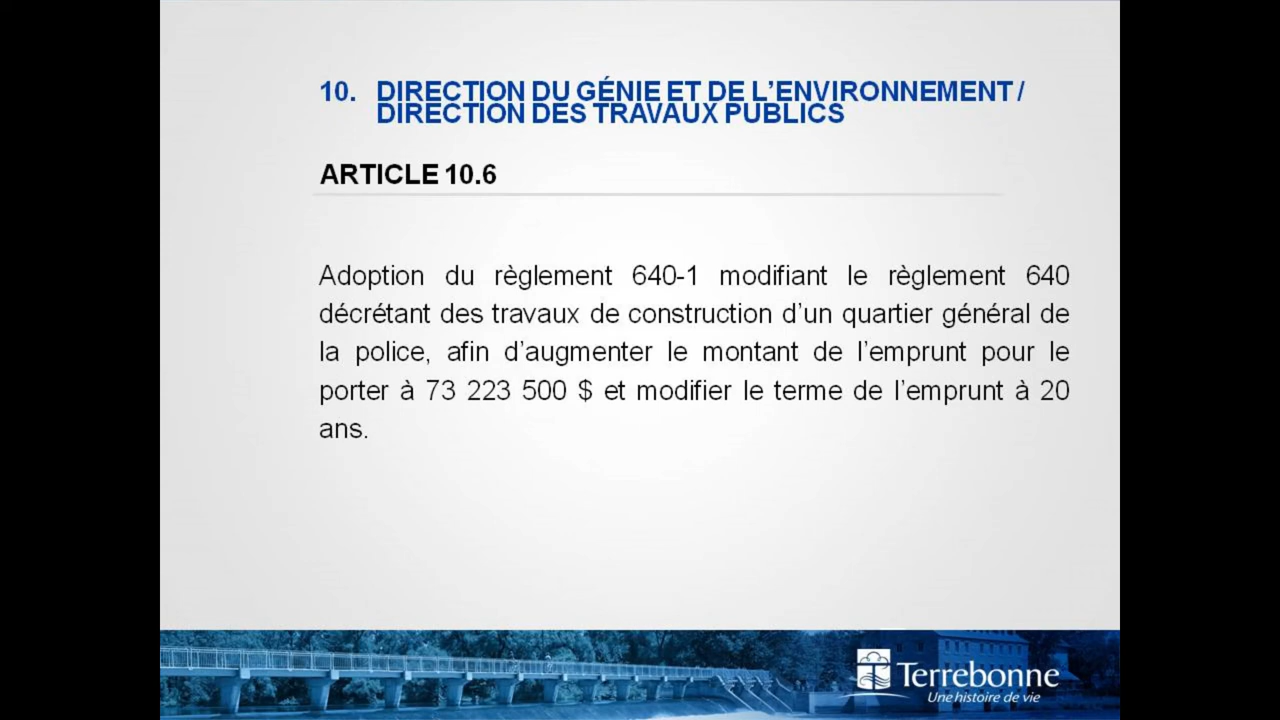 10. DIRECTION DU GÉNIE ET DE L’ENVIRONNEMENT /
DIRECTION DES TRAVAUX PUBLICS
ARTICLE 10.6
Adoption du règlement 640-1 modifiant le règlement 640
décrétant des travaux de construction d’un quartier général de
la police, afin d’augmenter le montant de l’emprunt pour le
porter à 73 223 500 $ et modifier le terme de l’emprunt à 20
ans.
Terrebonne
Une histoire de vie